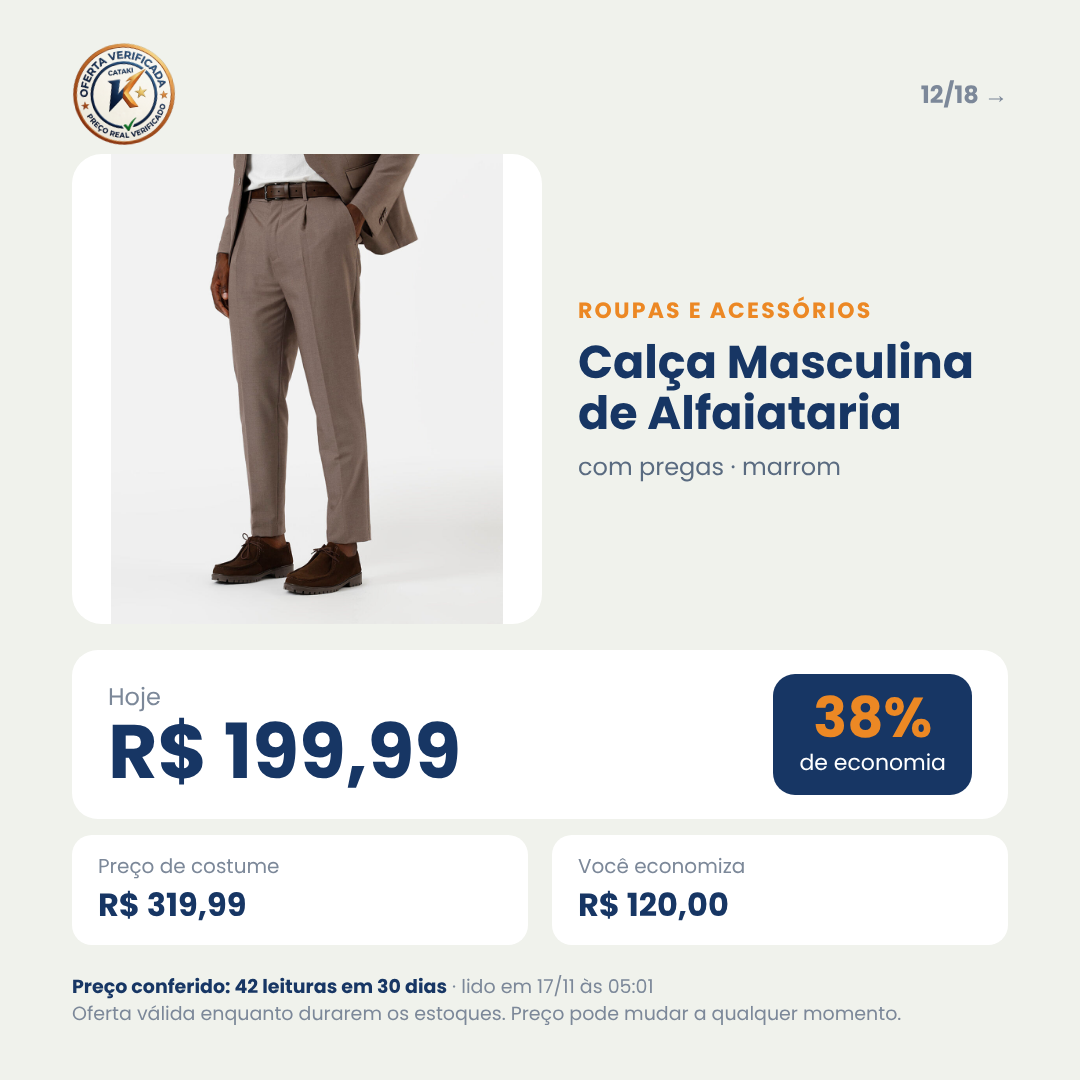 OFERTA VERIFICADA
CATAKI
K
PREÇO REAL VERIFICADO
12/18 →
ROUPAS E ACESSÓRIOS
Calça Masculina
de Alfaiataria
com pregas · marrom
Hoje
R$ 199,99
38%
de economia
Preço de costume
R$ 319,99
Você economiza
R$ 120,00
Preço conferido: 42 leituras em 30 dias · lido em 17/11 às 05:01
Oferta válida enquanto durarem os estoques. Preço pode mudar a qualquer momento.